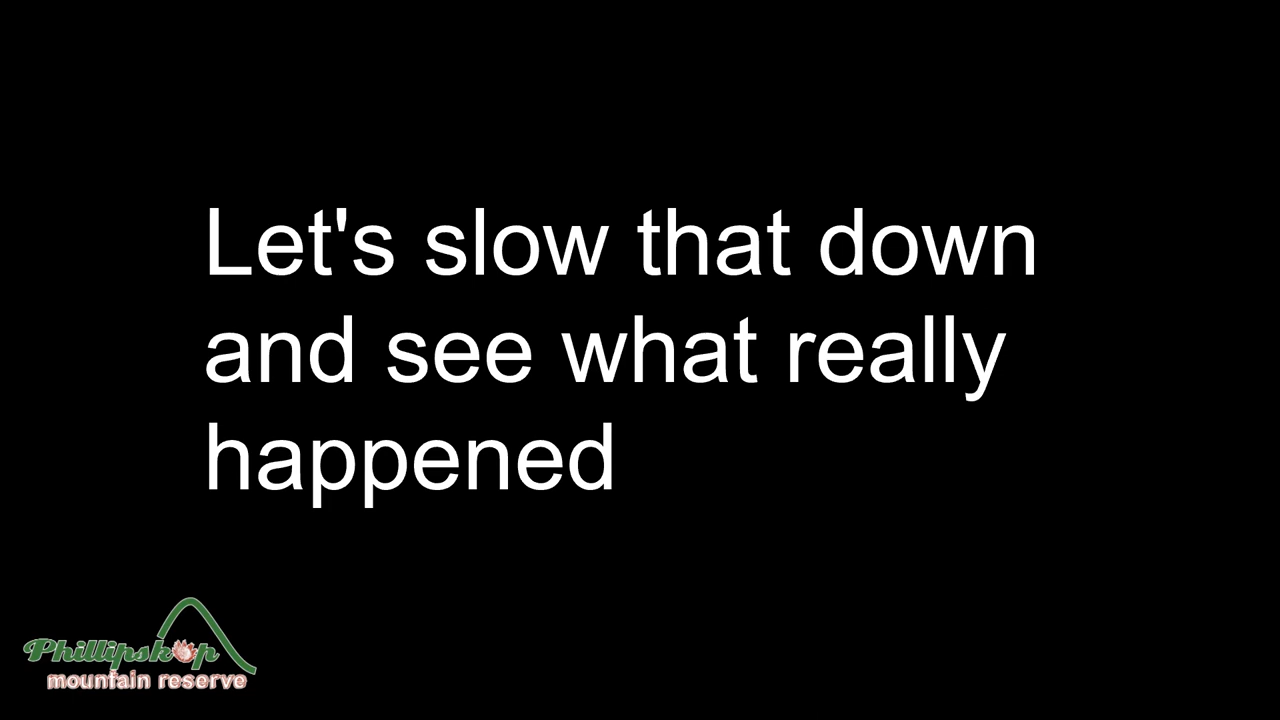 Let's slow that down
and see what really
happened
Phillipskop
mountain reserve